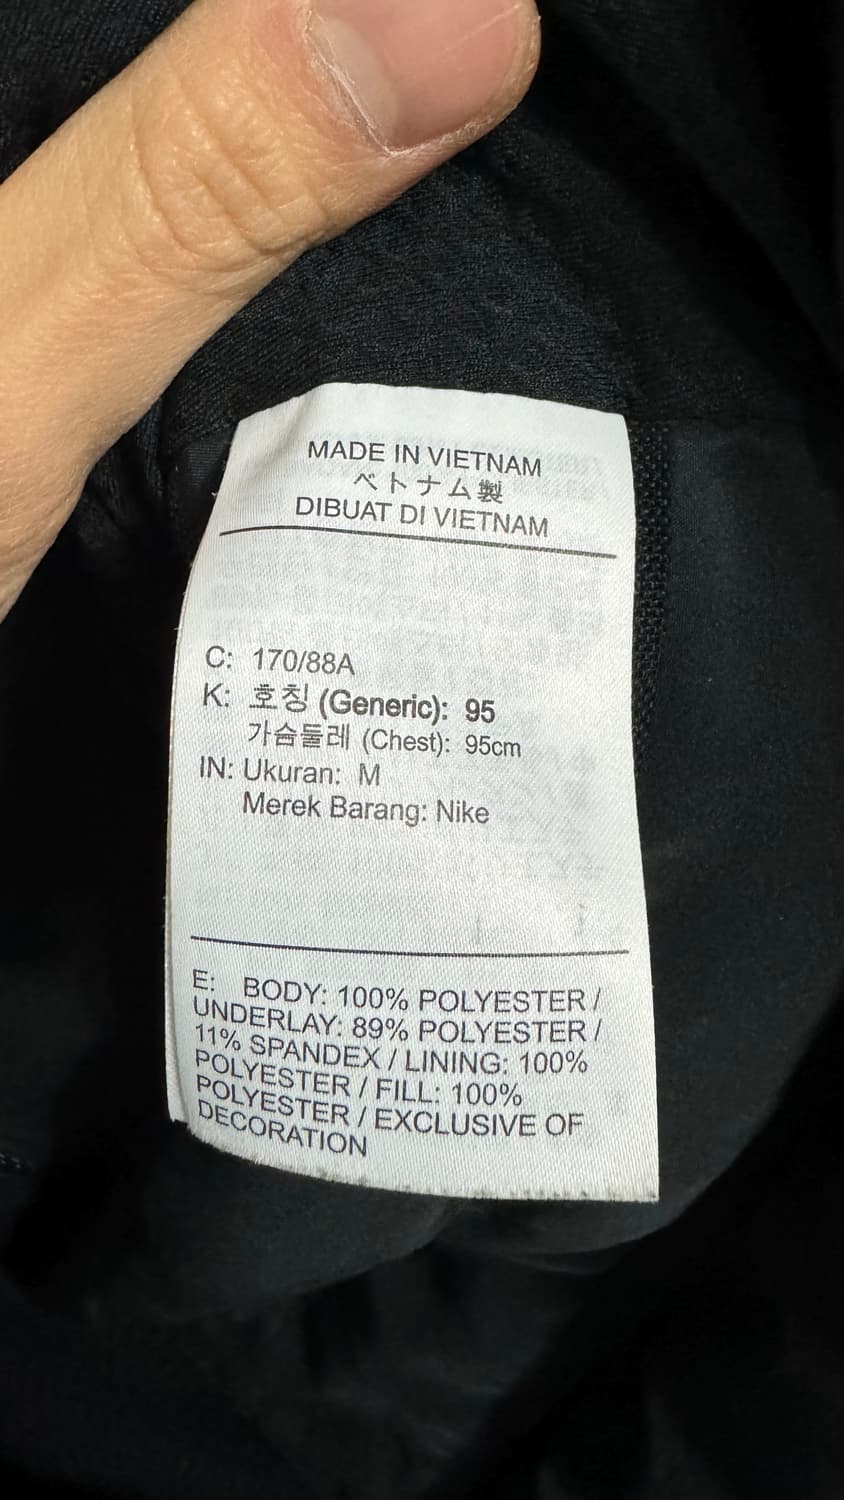 MADE IN VIETNAM
ベトナム製
DIBUAT DI VIETNAM
C: 170/88A
K: 호칭 (Generic): 95
가슴둘레 (Chest): 95cm
IN: Ukuran: M
Merek Barang: Nike
E: BODY: 100% POLYESTER /
UNDERLAY: 89% POLYESTER /
11% SPANDEX / LINING: 100%
POLYESTER / FILL: 100%
POLYESTER / EXCLUSIVE OF
DECORATION